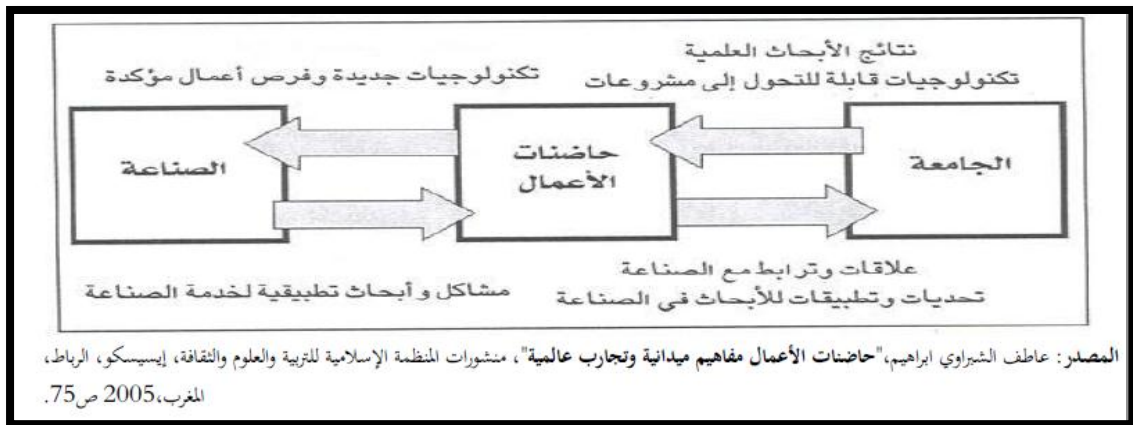 نتائج الأبحاث العلمية
تكنولوجيات قابلة للتحول إلى مشروعات
تكنولوجيات جديدة وفرص أعمال مؤكدة
الجامعة
حاضنات
الأعمال
الصناعة
علاقات وترابط مع الصناعة
تحديات وتطبيقات للأبحاث في الصناعة
مشاكل و أبحاث تطبيقية لخدمة الصناعة
المصدر: عاطف الشبراوي ابراهيم،"حاضنات الأعمال مفاهيم ميدانية وتجارب عالمية"، منشورات المنظمة الإسلامية للتربية والعلوم والثقافة، إيسيسكو، الرباط،
المغرب،2005 ص75.